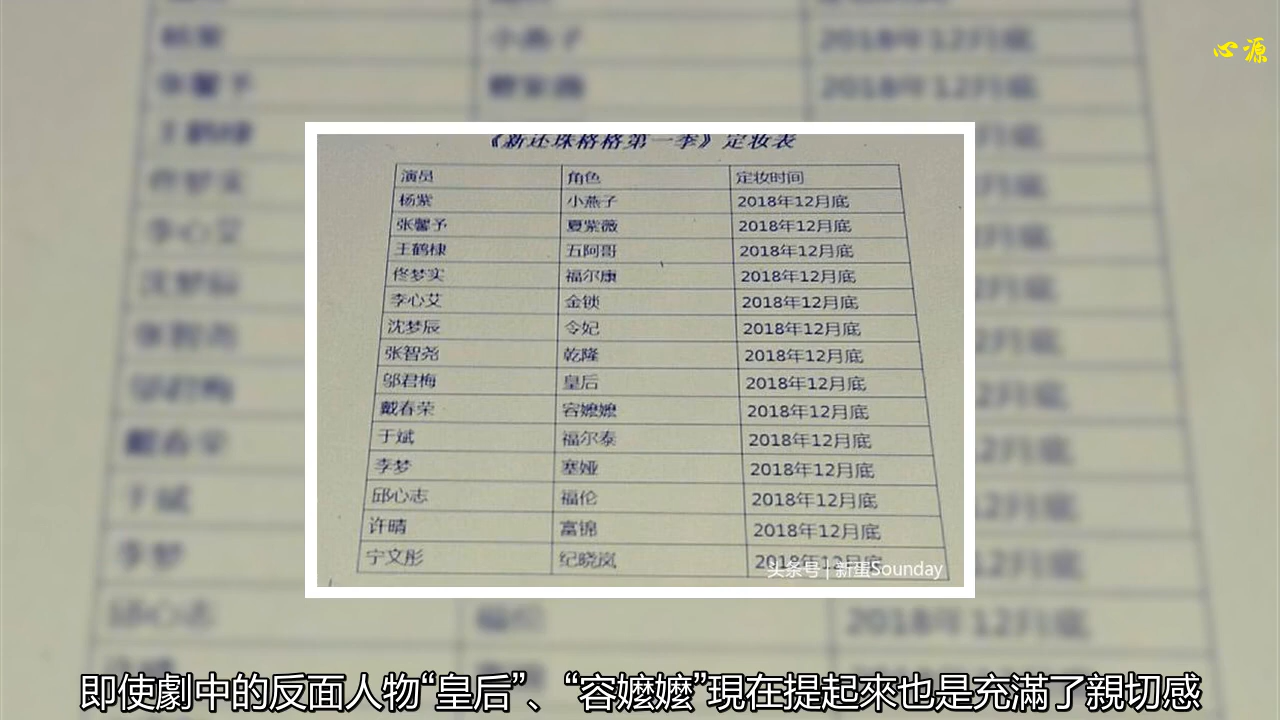 心源
《新还珠格格第一季》定妆表
演员 角色 定妆时间
杨紫 小燕子 2018年12月底
张馨予 夏紫薇 2018年12月底
王鹤棣 五阿哥 2018年12月底
佟梦实 福尔康 2018年12月底
李心艾 金锁 2018年12月底
沈梦辰 令妃 2018年12月底
张智尧 乾隆 2018年12月底
邬君梅 皇后 2018年12月底
戴春荣 容嬷嬷 2018年12月底
于斌 福尔泰 2018年12月底
李梦 塞娅 2018年12月底
邱心志 福伦 2018年12月底
许晴 富锦 2018年12月底
宁文彤 纪晓岚 2018年12月底
头条号 | 新蛋Sounday
即使劇中的反面人物“皇后”、“容嬤嬤”現在提起來也是充滿了親切感